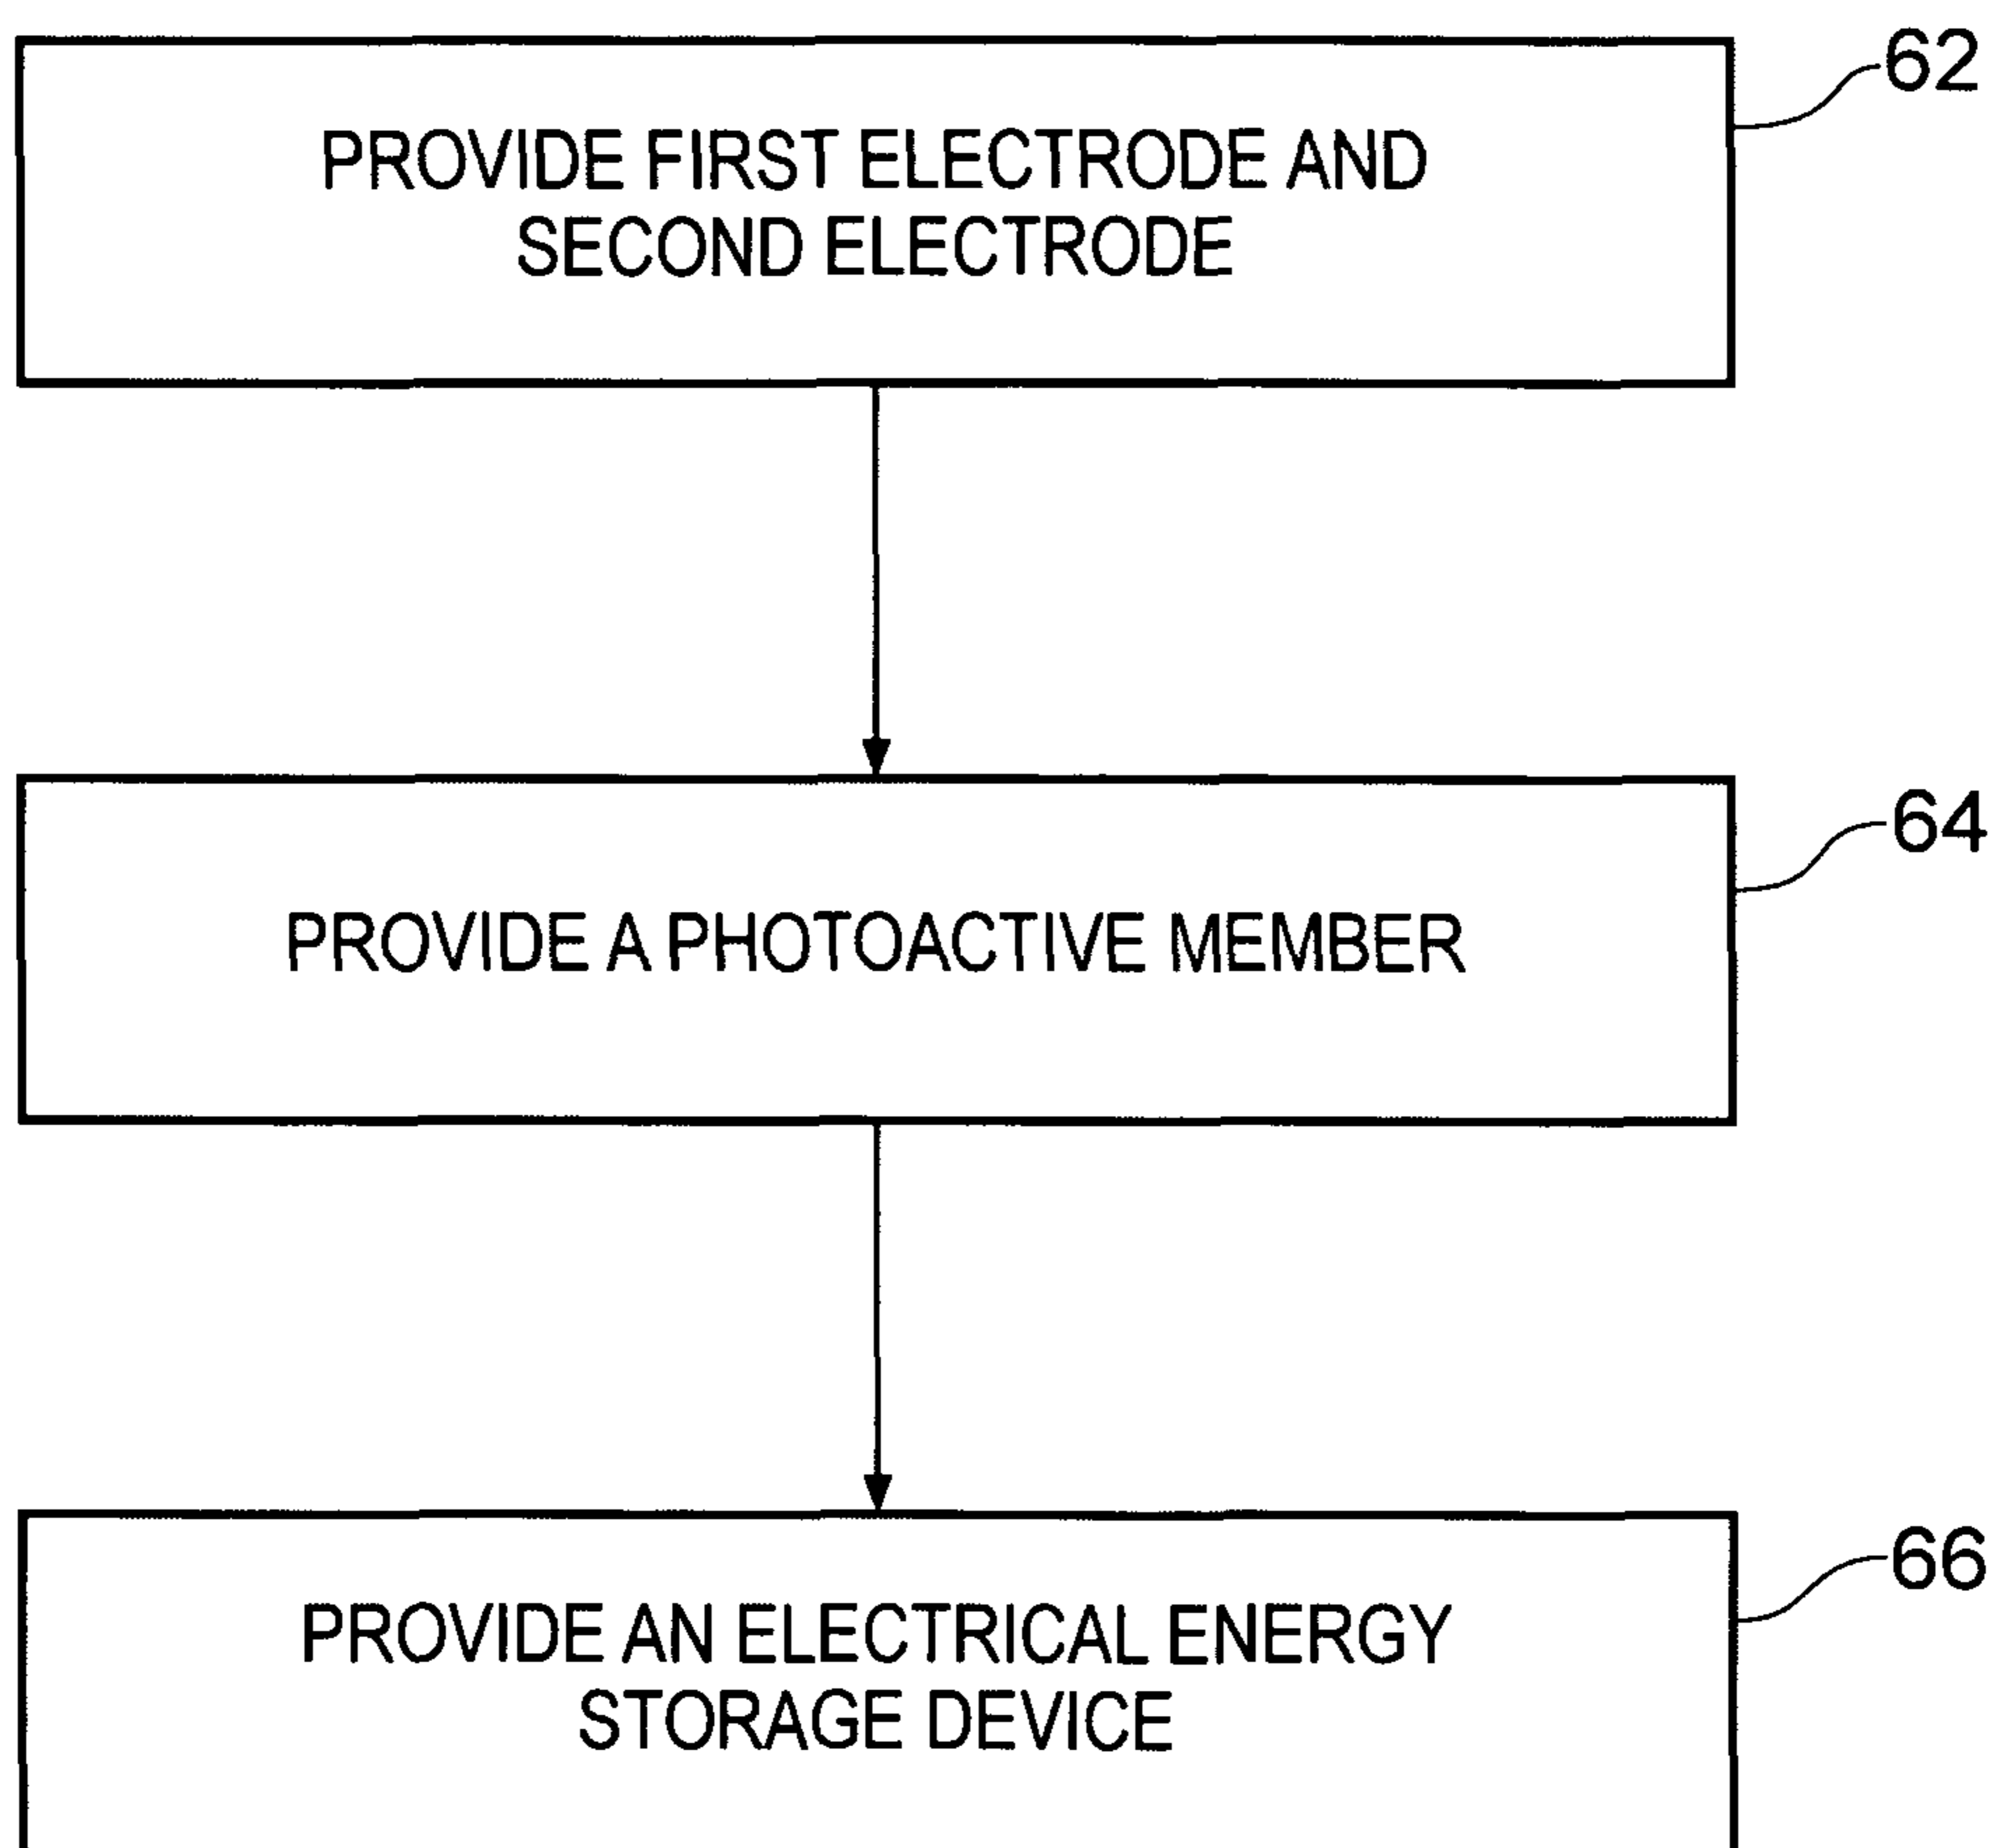 62
PROVIDE FIRST ELECTRODE AND
SECOND ELECTRODE
64
PROVIDE A PHOTOACTIVE MEMBER
66
PROVIDE AN ELECTRICAL ENERGY
STORAGE DEVICE